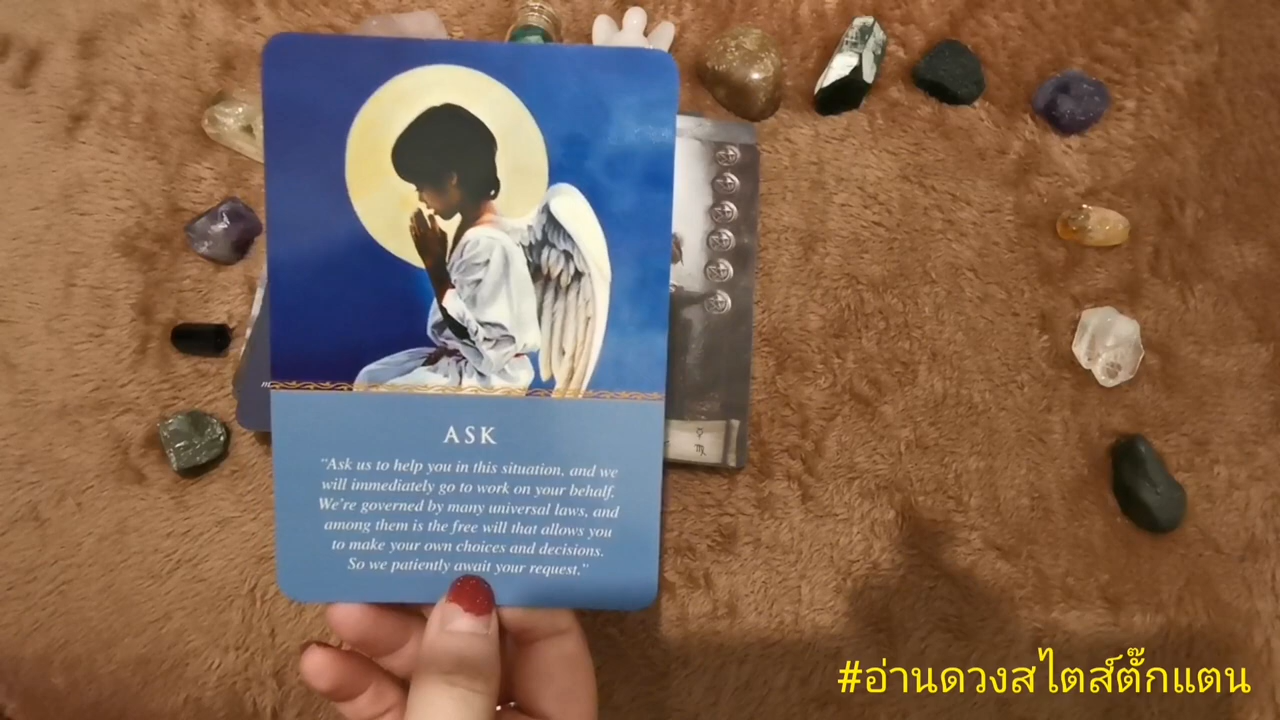 ASK
"Ask us to help you in this situation, and we
will immediately go to work on your behalf.
We're governed by many universal laws, and
among them is the free will that allows you
to make your own choices and decisions.
So we patiently await your request."
#อ่านดวงสไตส์ตั๊กแตน